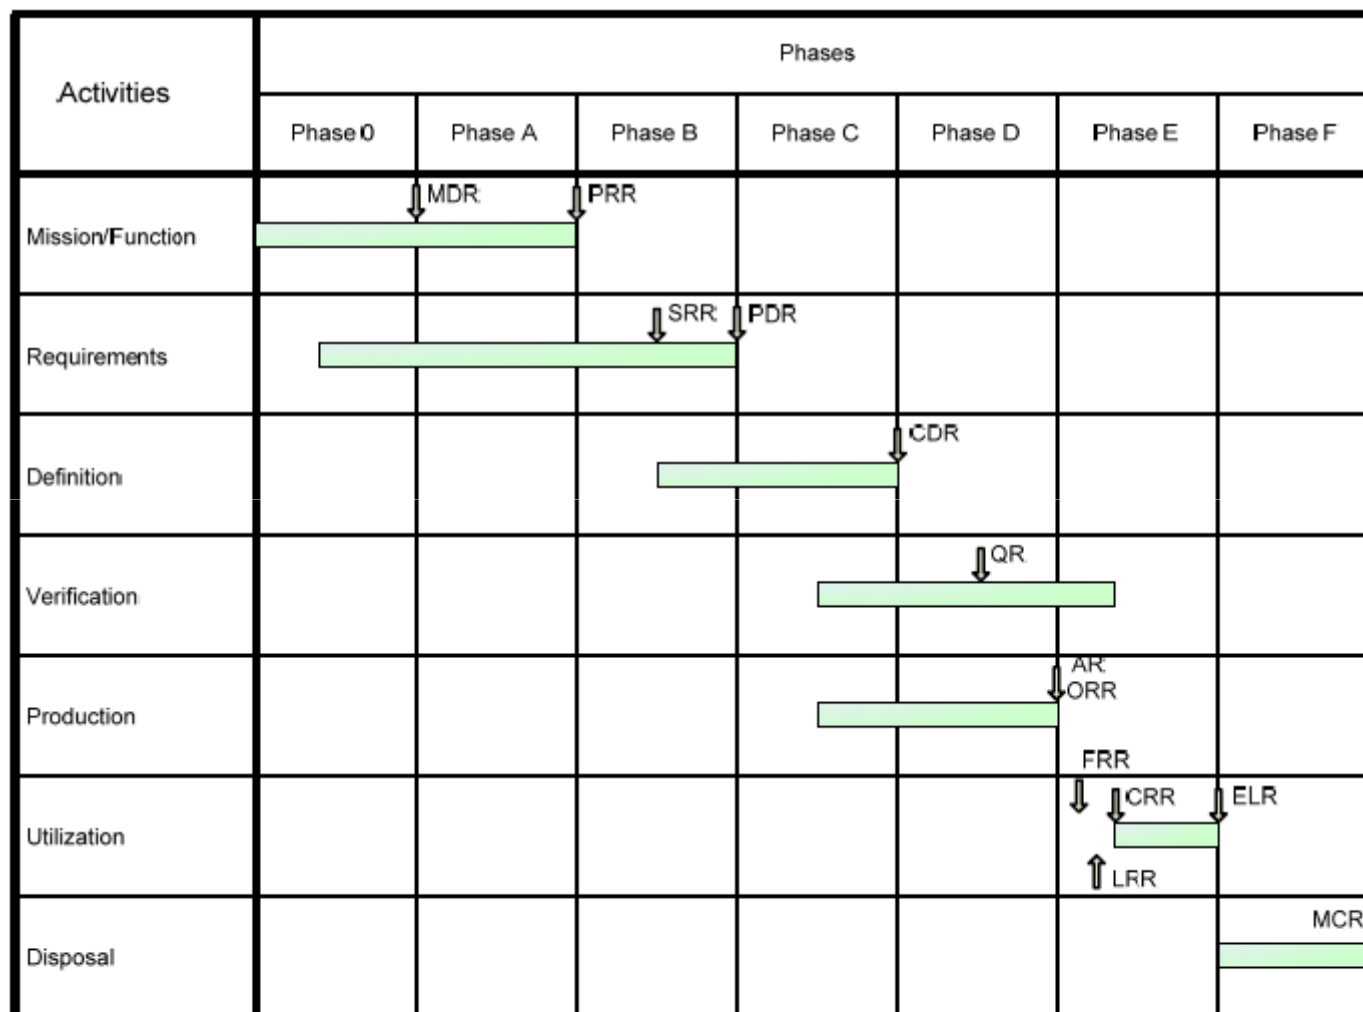 Activities
Phases
Phase 0
Phase A
Phase B
Phase C
Phase D
Phase E
Phase F
Mission/Function
MDR
PRR
Requirements
SRR
PDR
Definition
CDR
Verification
QR
Production
AR
ORR
FRR
Utilization
CRR
ELR
LRR
Disposal
MCR